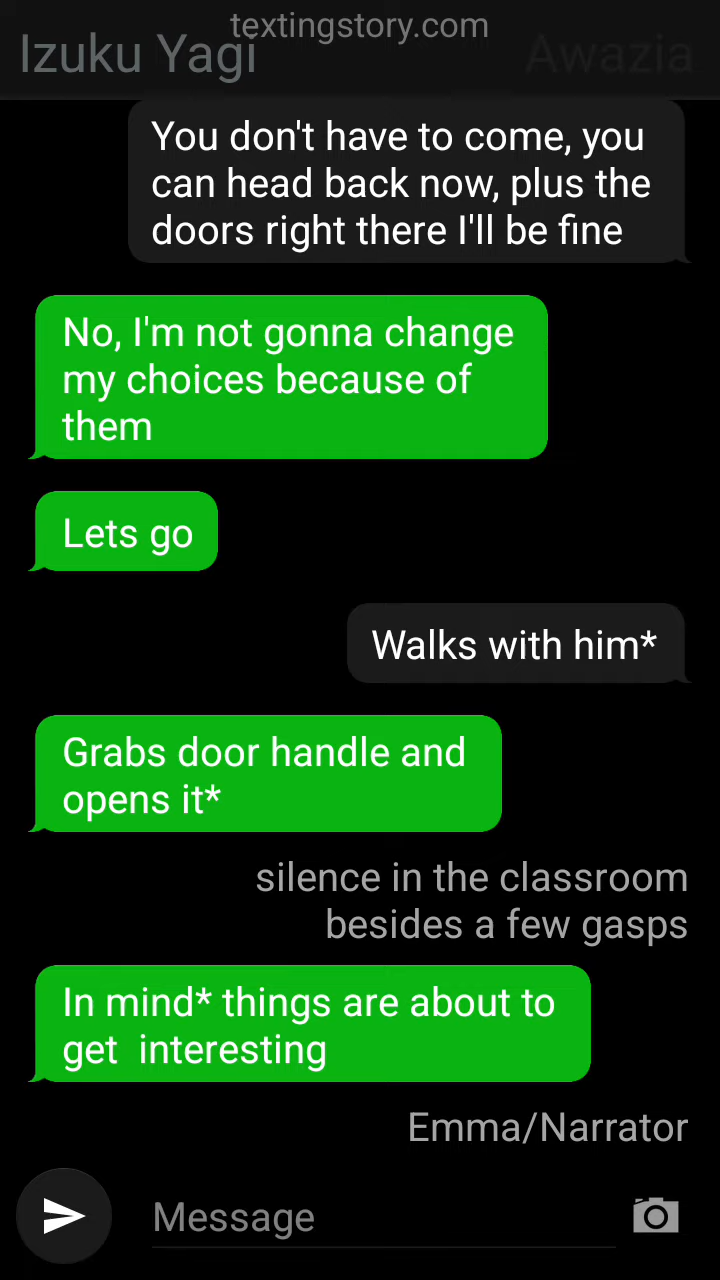 textingstory.com
Izuku Yagi
Awazia
You don't have to come, you
can head back now, plus the
doors right there I'll be fine
No, I'm not gonna change
my choices because of
them
Lets go
Walks with him*
Grabs door handle and
opens it*
silence in the classroom
besides a few gasps
In mind* things are about to
get  interesting
Emma/Narrator
Message